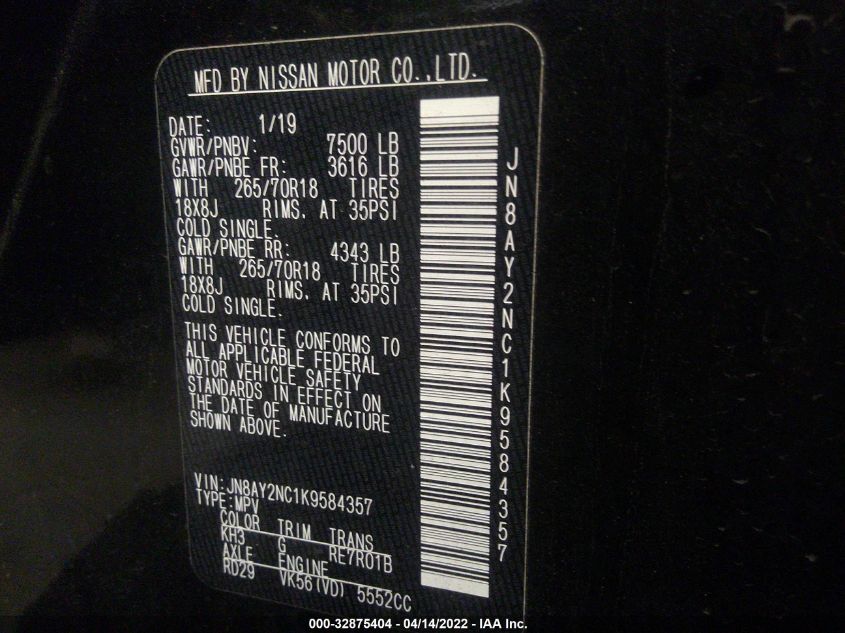 MFD BY NISSAN MOTOR CO.,LTD.
DATE: 1/19
GVWR/PNBV: 7500 LB
GAWR/PNBE FR: 3616 LB
WITH 265/70R18 TIRES
18X8J RIMS. AT 35PSI
COLD SINGLE.
GAWR/PNBE RR: 4343 LB
WITH 265/70R18 TIRES
18X8J RIMS. AT 35PSI
COLD SINGLE.
THIS VEHICLE CONFORMS TO
ALL APPLICABLE FEDERAL
MOTOR VEHICLE SAFETY
STANDARDS IN EFFECT ON
THE DATE OF MANUFACTURE
SHOWN ABOVE.
VIN:JN8AY2NC1K9584357
TYPE:MPV
COLOR TRIM TRANS
KH3 G RE7R01B
AXLE ENGINE
RD29 VK56(VD) 5552CC
JN8AY2NC1K9584357
000-32875404 - 04/14/2022 - IAA Inc.